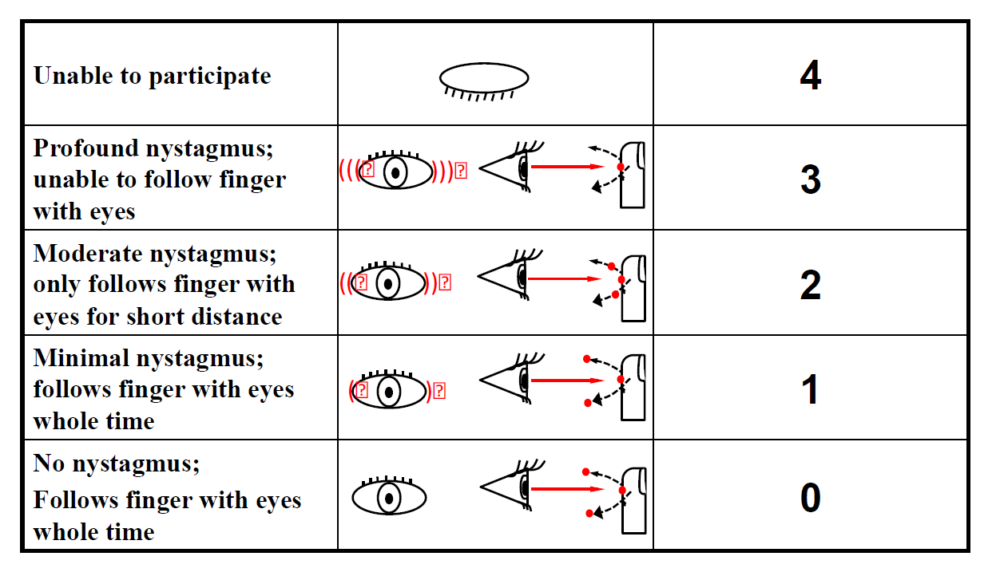 Unable to participate
4
Profound nystagmus;
unable to follow finger
with eyes
(((?
)))?
3
Moderate nystagmus;
only follows finger with
eyes for short distance
((?
))?
2
Minimal nystagmus;
follows finger with eyes
whole time
(?
)?
1
No nystagmus;
Follows finger with eyes
whole time
0